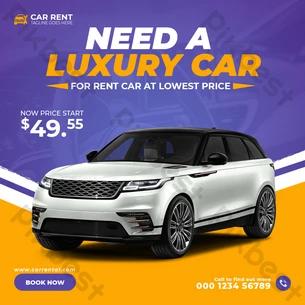 CAR RENT
TAGLINE GOES HERE
NEED A
LUXURY CAR
FOR RENT CAR AT LOWEST PRICE
NOW PRICE START
$49.55
www.carrental.com
BOOK NOW
Call to find out more
000 1234 56789